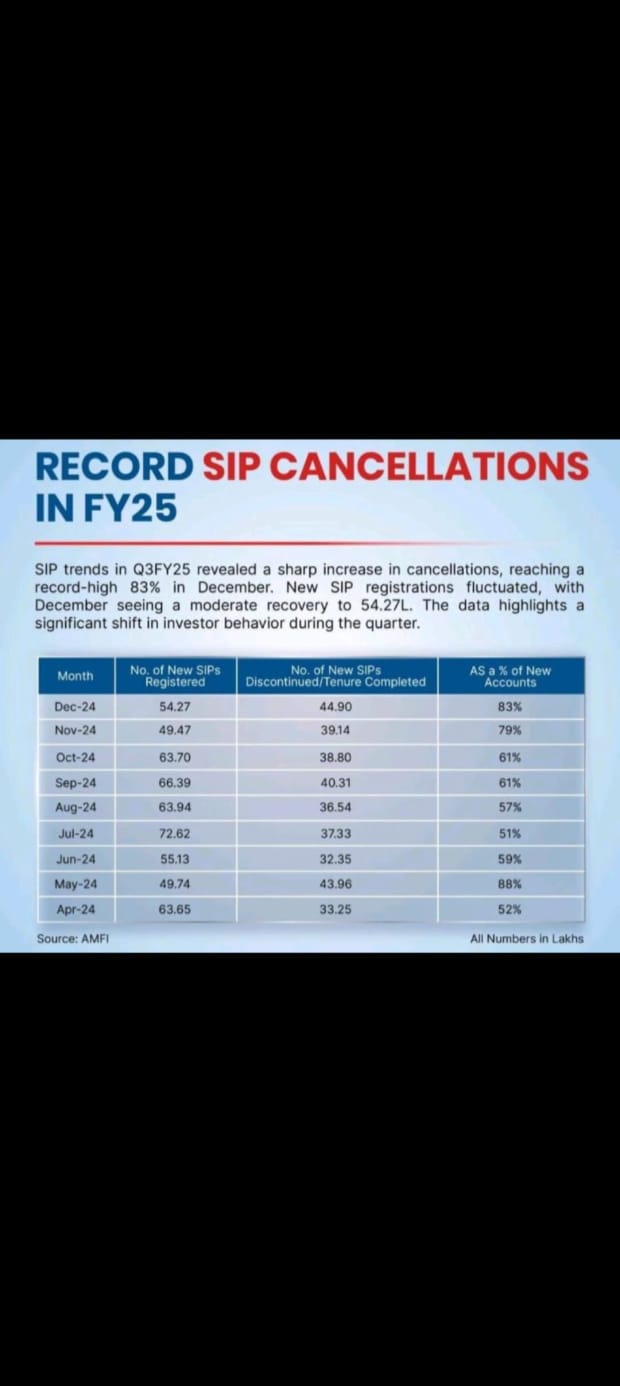 RECORD SIP CANCELLATIONS
IN FY25
SIP trends in Q3FY25 revealed a sharp increase in cancellations, reaching a
record-high 83% in December. New SIP registrations fluctuated, with
December seeing a moderate recovery to 54.27L. The data highlights a
significant shift in investor behavior during the quarter.
Month No. of New SIPs Registered No. of New SIPs Discontinued/Tenure Completed AS a % of New Accounts
Dec-24 54.27 44.90 83%
Nov-24 49.47 39.14 79%
Oct-24 63.70 38.80 61%
Sep-24 66.39 40.31 61%
Aug-24 63.94 36.54 57%
Jul-24 72.62 37.33 51%
Jun-24 55.13 32.35 59%
May-24 49.74 43.96 88%
Apr-24 63.65 33.25 52%
Source: AMFI All Numbers in Lakhs